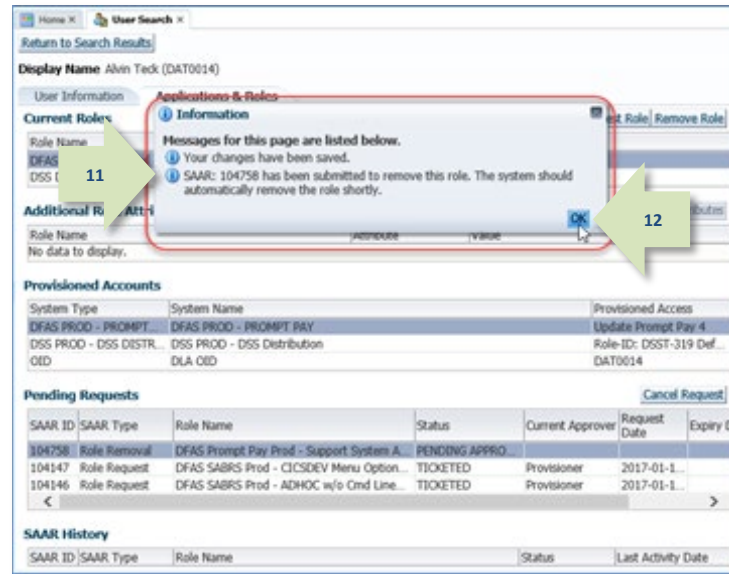 Home × User Search ×
Return to Search Results
Display Name Alvin Teck (DAT0014)
User Information Applications & Roles
Current Roles Role Remove Role
Information
Messages for this page are listed below.
Your changes have been saved.
SAAR: 104758 has been submitted to remove this role. The system should
automatically remove the role shortly.
OK
11
12
Role Name
DFAS
DSS
Additional
Role Name Attribute Value
No data to display.
Provisioned Accounts
System Type System Name Provisioned Access
DFAS PROD - PROMPT... DFAS PROD - PROMPT PAY Update Prompt Pay 4
DSS PROD - DSS DISTR... DSS PROD - DSS Distribution Role-ID: DSST-319 Def...
OID DLA OID DAT0014
Pending Requests Cancel Request
SAAR ID SAAR Type Role Name Status Current Approver Request Date Expiry D
104758 Role Removal DFAS Prompt Pay Prod - Support System A... PENDING APPRO...
104147 Role Request DFAS SABRS Prod - CICSDEV Menu Option... TICKETED Provisioner 2017-01-1...
104146 Role Request DFAS SABRS Prod - ADHOC w/o Cmd Line... TICKETED Provisioner 2017-01-1...
SAAR History
SAAR ID SAAR Type Role Name Status Last Activity Date